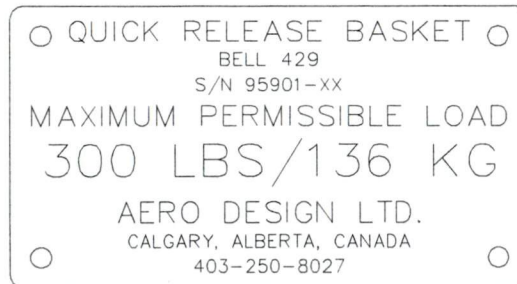 QUICK RELEASE BASKET
BELL 429
S/N 95901-XX
MAXIMUM PERMISSIBLE LOAD
300 LBS/136 KG
AERO DESIGN LTD.
CALGARY, ALBERTA, CANADA
403-250-8027